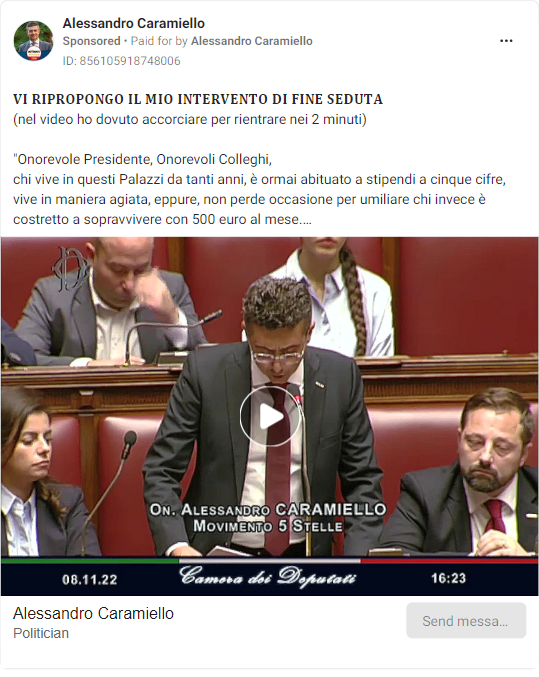 Alessandro Caramiello
Sponsored • Paid for by Alessandro Caramiello
ID: 856105918748006
VI RIPROPONGO IL MIO INTERVENTO DI FINE SEDUTA
(nel video ho dovuto accorciare per rientrare nei 2 minuti)
"Onorevole Presidente, Onorevoli Colleghi,
chi vive in questi Palazzi da tanti anni, è ormai abituato a stipendi a cinque cifre,
vive in maniera agiata, eppure, non perde occasione per umiliare chi invece è
costretto a sopravvivere con 500 euro al mese....
ON. ALESSANDRO CARAMIELLO
MOVIMENTO 5 STELLE
08.11.22 Camera dei Deputati 16:23
Alessandro Caramiello
Politician
Send messa...